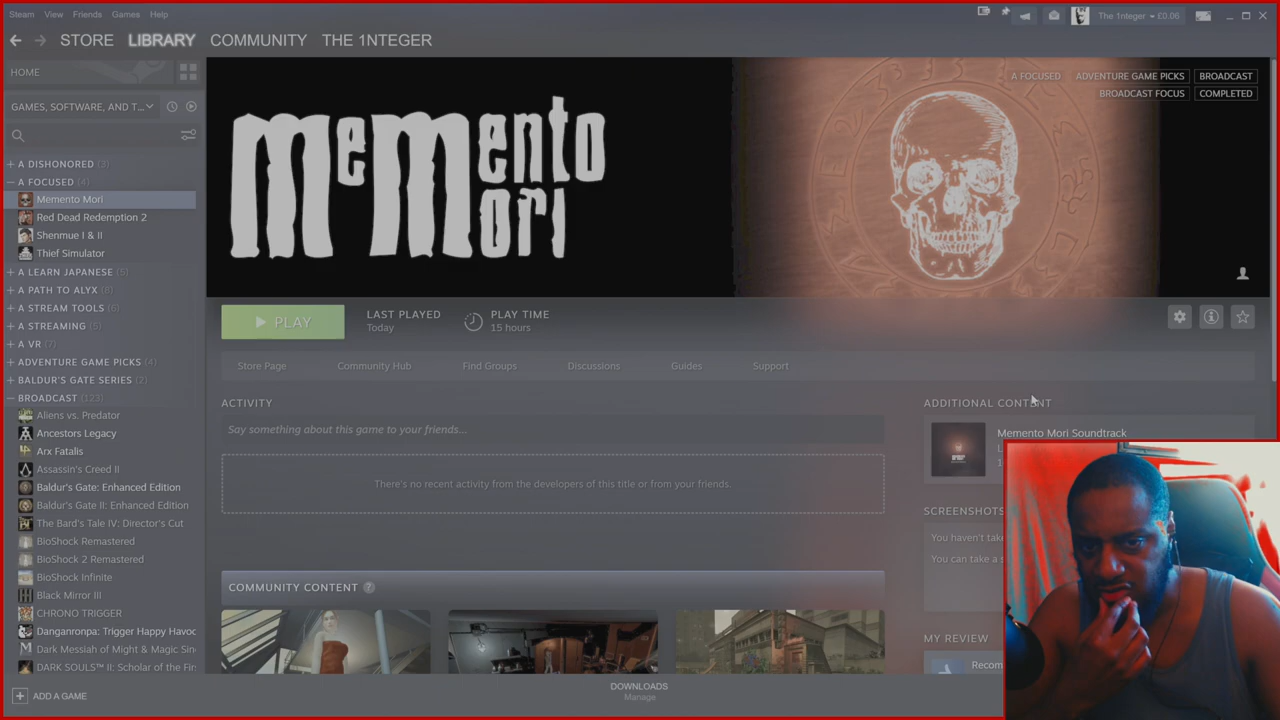 Steam View Friends Games Help
The 1nteger £0.06
STORE LIBRARY COMMUNITY THE 1NTEGER
HOME
GAMES, SOFTWARE, AND T...
A DISHONORED (3)
A FOCUSED (4)
Memento Mori
Red Dead Redemption 2
Shenmue I & II
Thief Simulator
A LEARN JAPANESE (5)
A PATH TO ALYX (8)
A STREAM TOOLS (6)
A STREAMING (5)
A VR (7)
ADVENTURE GAME PICKS (4)
BALDUR'S GATE SERIES (2)
BROADCAST (123)
Aliens vs. Predator
Ancestors Legacy
Arx Fatalis
Assassin's Creed II
Baldur's Gate: Enhanced Edition
Baldur's Gate II: Enhanced Edition
The Bard's Tale IV: Director's Cut
BioShock Remastered
BioShock 2 Remastered
BioShock Infinite
Black Mirror III
CHRONO TRIGGER
Danganronpa: Trigger Happy Havoc
Dark Messiah of Might & Magic Sin
DARK SOULS™ II: Scholar of the Fir
ADD A GAME
memento
mori
A FOCUSED ADVENTURE GAME PICKS BROADCAST
BROADCAST FOCUS COMPLETED
PLAY
LAST PLAYED
Today
PLAY TIME
15 hours
Store Page Community Hub Find Groups Discussions Guides Support
ACTIVITY
Say something about this game to your friends...
There's no recent activity from the developers of this title or from your friends.
COMMUNITY CONTENT ?
ADDITIONAL CONTENT
Memento Mori Soundtrack
SCREENSHOTS
You haven't take
You can take a s
MY REVIEW
Recom
DOWNLOADS
Manage